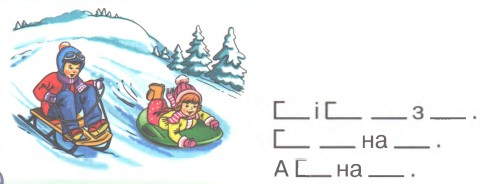 і з .
на .
А на .